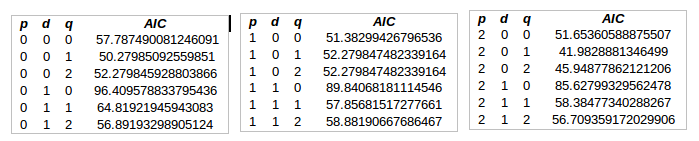 p d q AIC
0 0 0 57.787490081246091
0 0 1 50.27985092559851
0 0 2 52.279845928803866
0 1 0 96.409578833795436
0 1 1 64.81921945943083
0 1 2 56.89193298905124
p d q AIC
1 0 0 51.38299426796536
1 0 1 52.279847482339164
1 0 2 52.279847482339164
1 1 0 89.84068181114546
1 1 1 57.85681517277661
1 1 2 58.88190667686467
p d q AIC
2 0 0 51.65360588875507
2 0 1 41.9828881346499
2 0 2 45.94877862121206
2 1 0 85.62799329562478
2 1 1 58.38477340288267
2 1 2 56.709359172029906